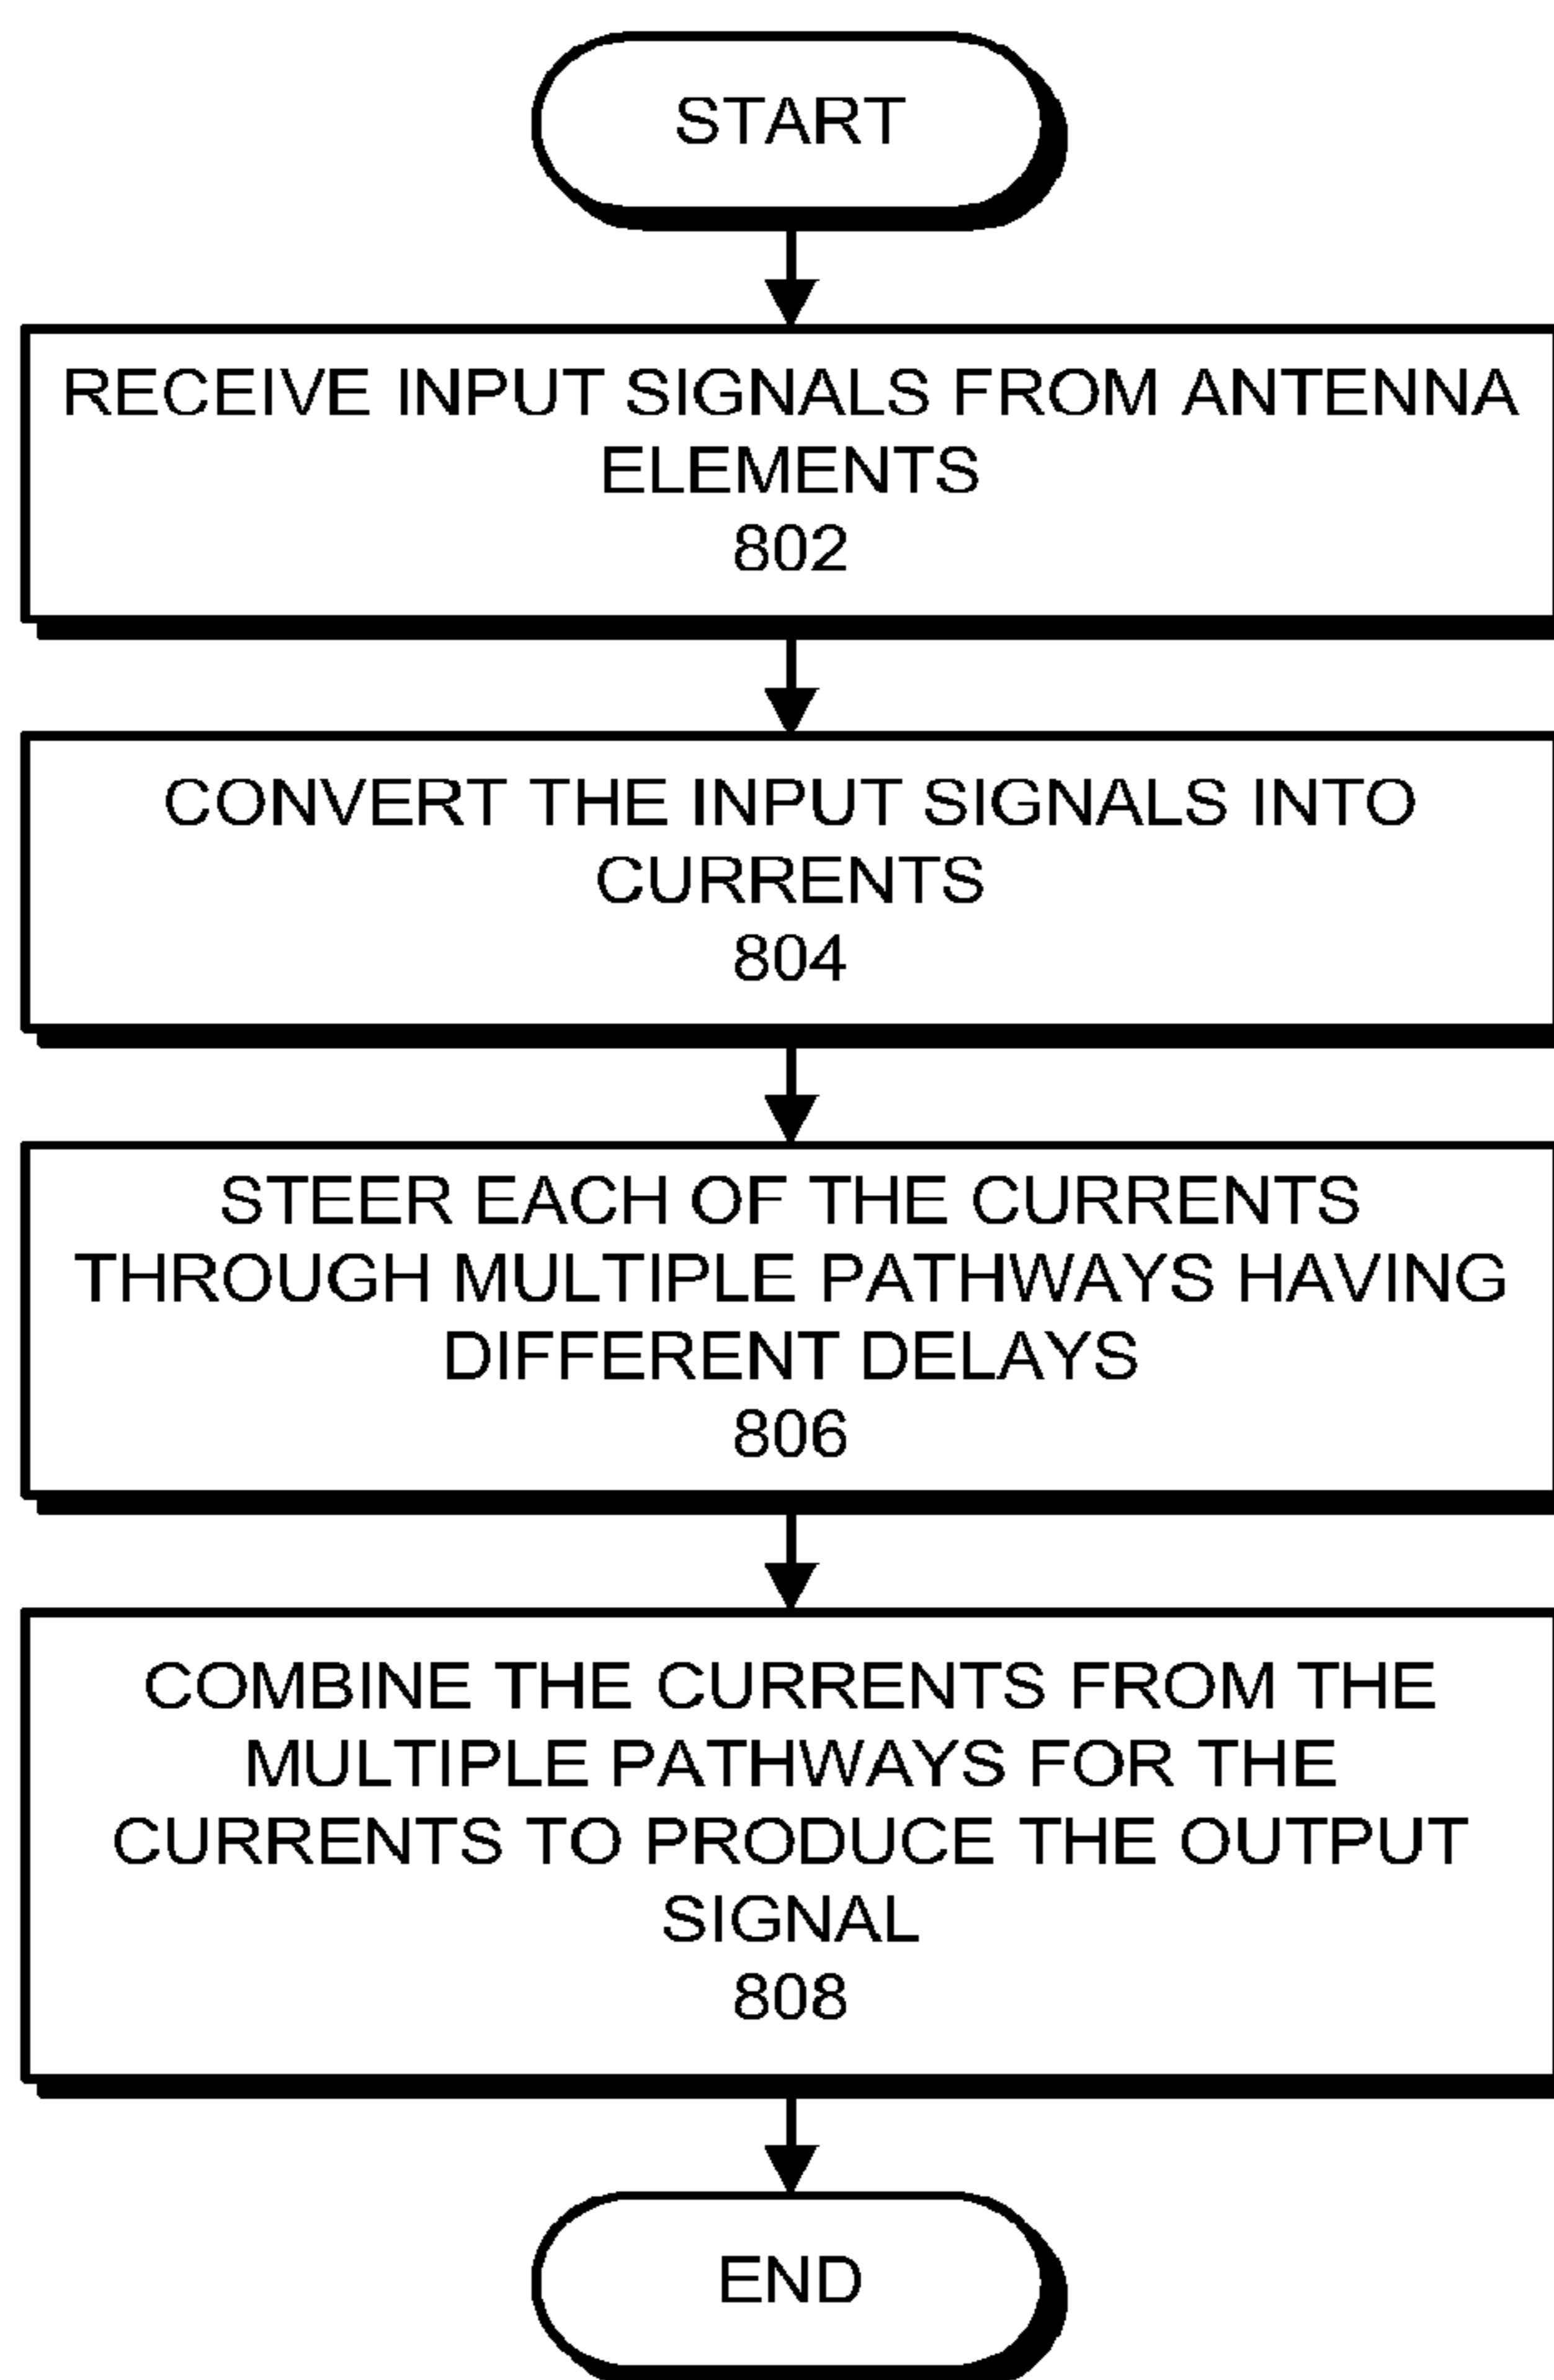 START
RECEIVE INPUT SIGNALS FROM ANTENNA
ELEMENTS
802
CONVERT THE INPUT SIGNALS INTO
CURRENTS
804
STEER EACH OF THE CURRENTS
THROUGH MULTIPLE PATHWAYS HAVING
DIFFERENT DELAYS
806
COMBINE THE CURRENTS FROM THE
MULTIPLE PATHWAYS FOR THE
CURRENTS TO PRODUCE THE OUTPUT
SIGNAL
808
END